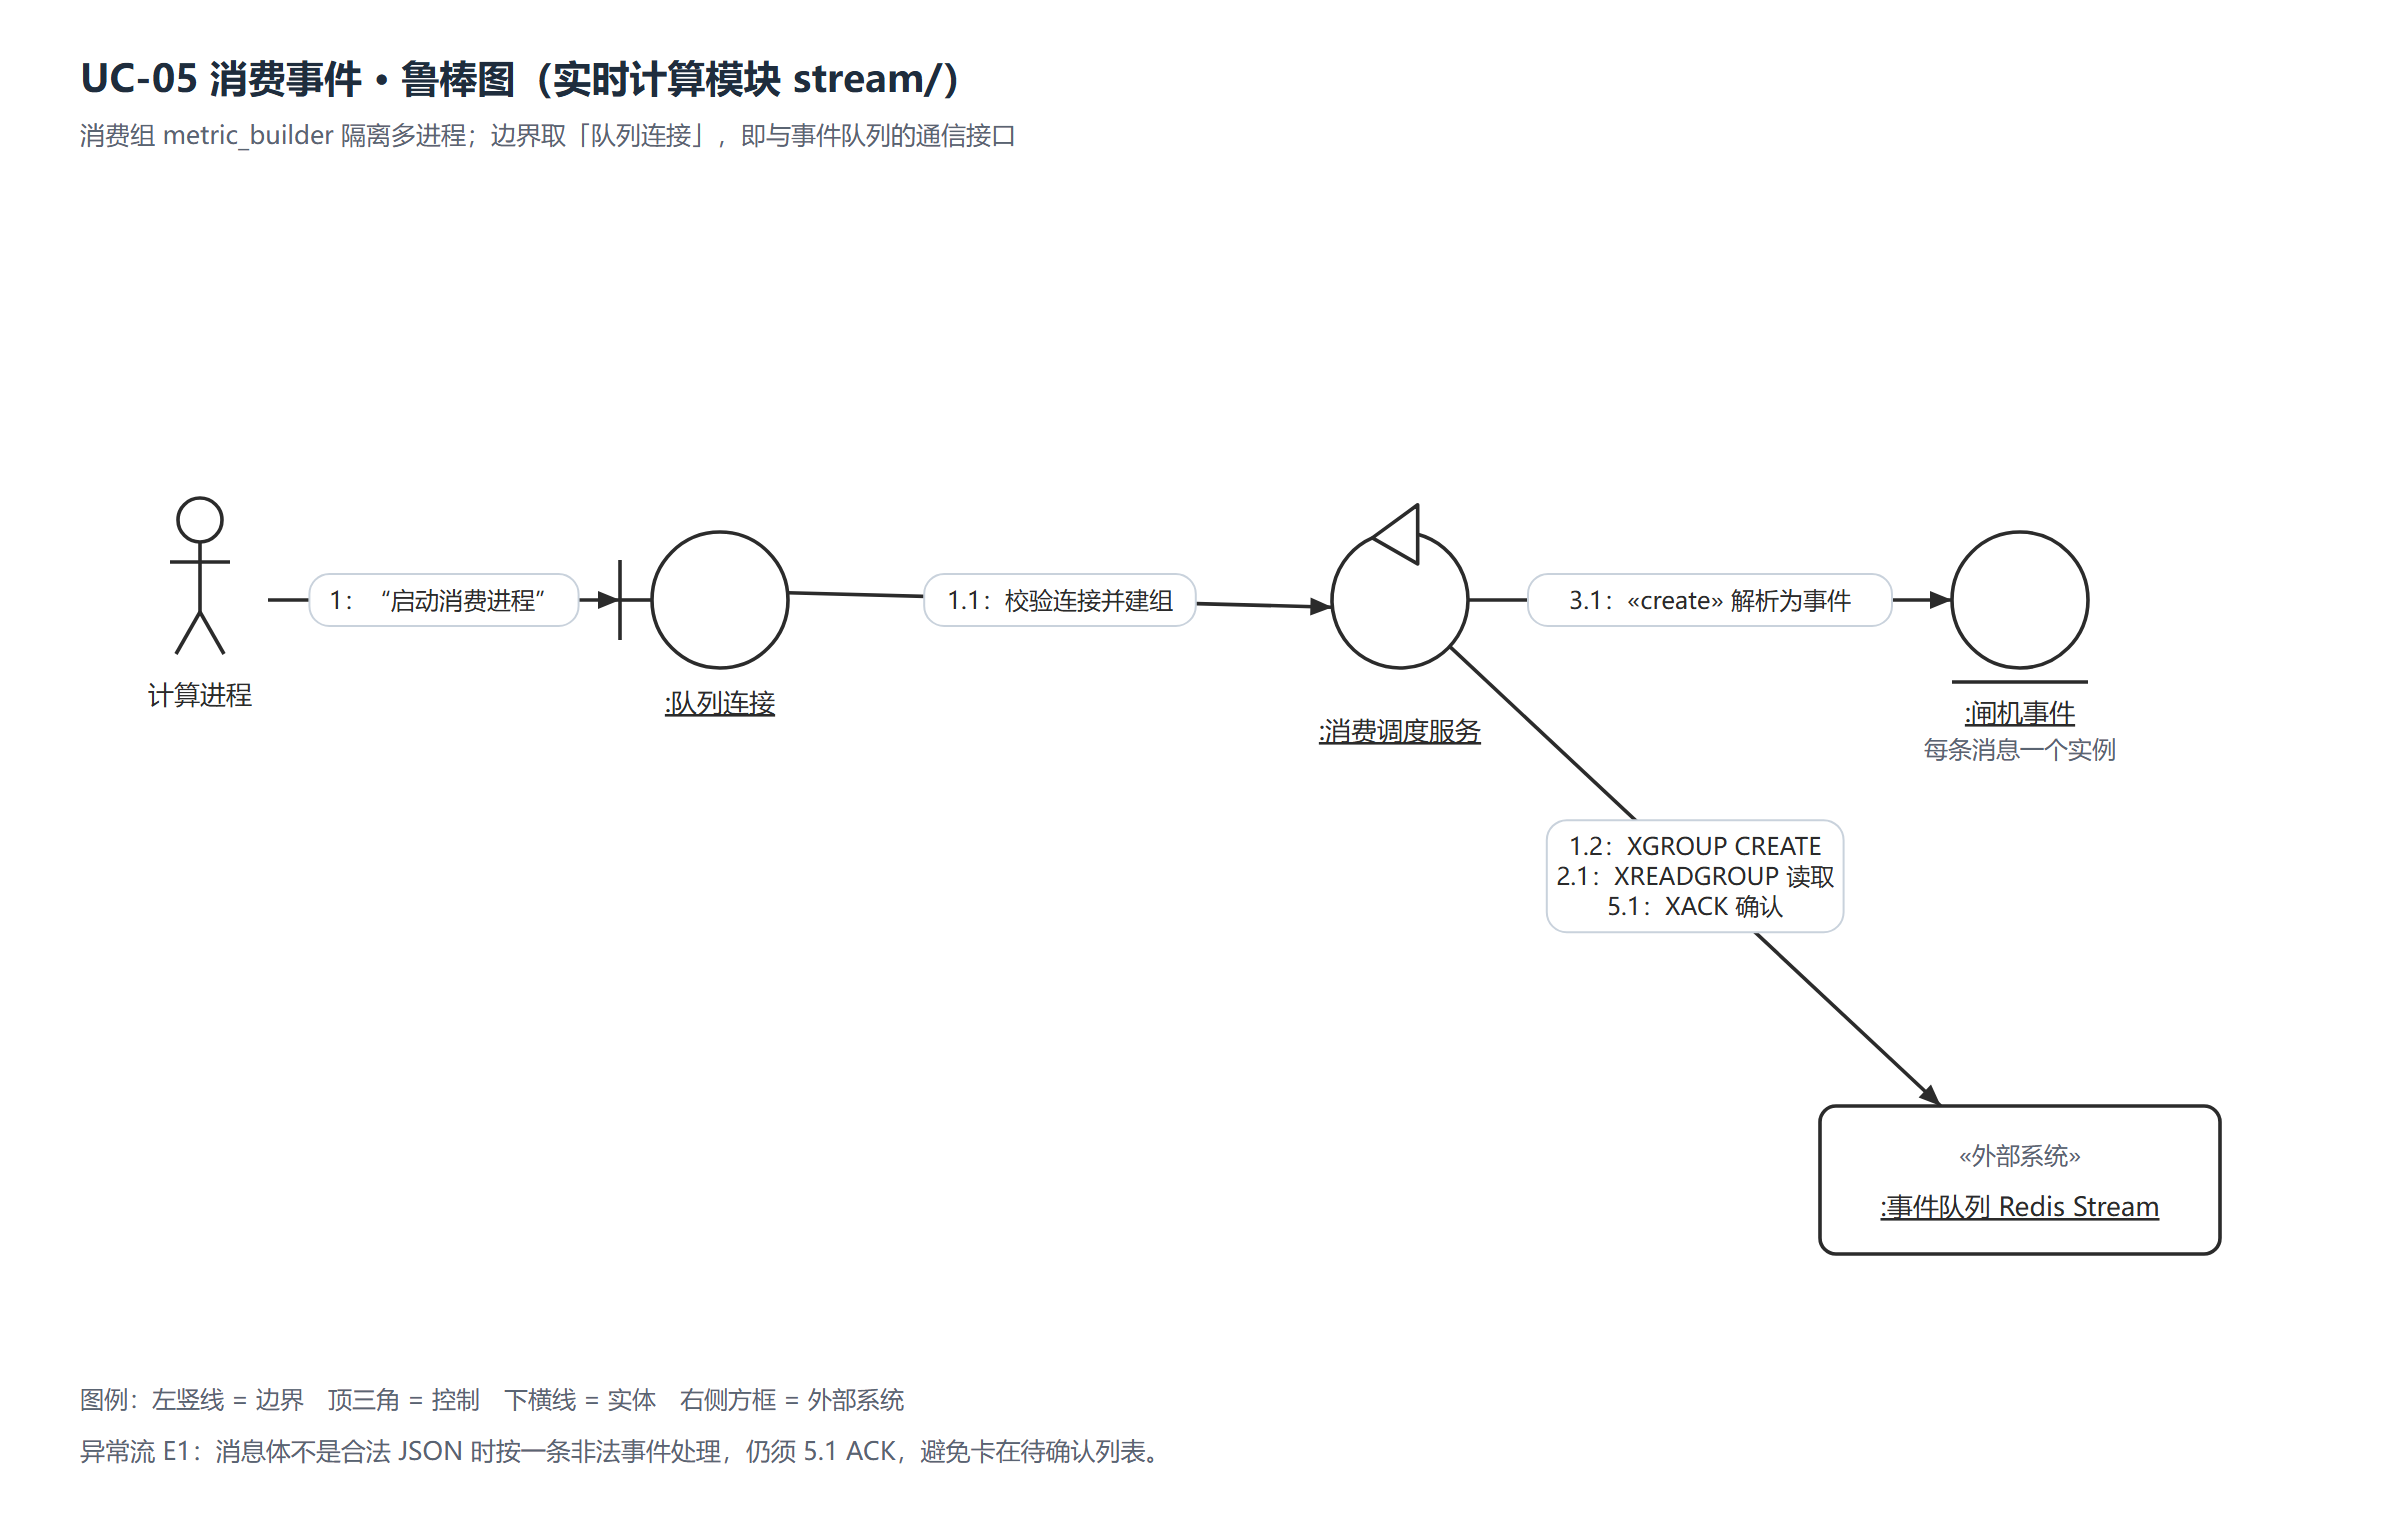 UC-05 消费事件 · 鲁棒图（实时计算模块 stream/）
消费组 metric_builder 隔离多进程；边界取「队列连接」，即与事件队列的通信接口
1：“启动消费进程”
1.1：校验连接并建组
3.1：«create» 解析为事件
计算进程
:队列连接
:消费调度服务
:闸机事件
每条消息一个实例
1.2：XGROUP CREATE
2.1：XREADGROUP 读取
5.1：XACK 确认
«外部系统»
:事件队列 Redis Stream
图例：左竖线 = 边界　顶三角 = 控制　下横线 = 实体　右侧方框 = 外部系统
异常流 E1：消息体不是合法 JSON 时按一条非法事件处理，仍须 5.1 ACK，避免卡在待确认列表。